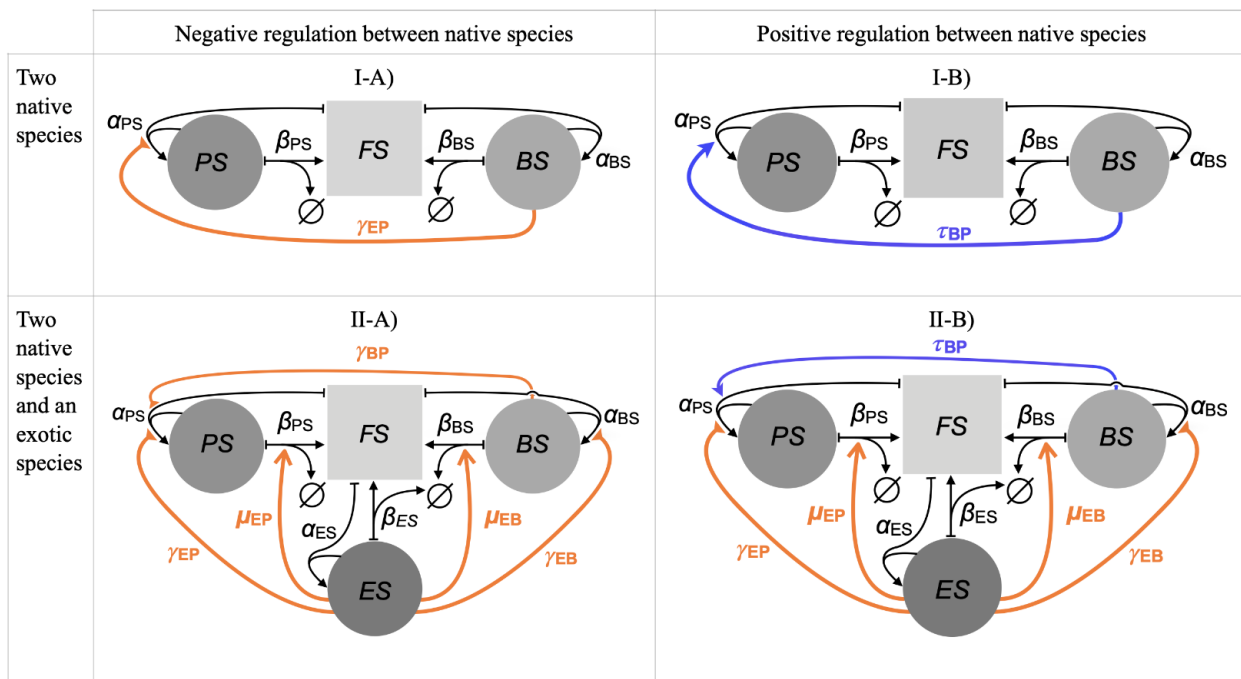 Negative regulation between native species
Positive regulation between native species
Two
native
species
I-A)
αPS
PS
βPS
FS
βBS
BS
αBS
γEP
I-B)
αPS
PS
βPS
FS
βBS
BS
αBS
τBP
Two
native
species
and an
exotic
species
II-A)
γBP
αPS
PS
βPS
FS
βBS
BS
αBS
γEP
μEP
αES
βES
μEB
γEB
ES
II-B)
τBP
αPS
PS
βPS
FS
βBS
BS
αBS
γEP
μEP
αES
βES
μEB
γEB
ES